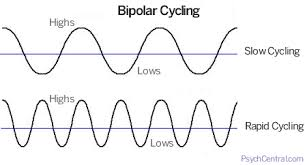 Bipolar Cycling
Highs
Slow Cycling
Lows
Highs
Rapid Cycling
Lows
PsychCentral.com